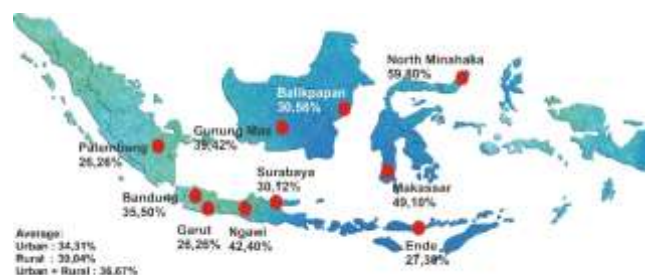 North Minahaka
59,80%
Balikpapan
30,56%
Gunung Mas
39,42%
Palembang
26,26%
Surabaya
30,12%
Makassar
49,10%
Bandung
35,50%
Garut
26,26%
Ngawi
42,40%
Ende
27,30%
Average:
Urban : 34,31%
Rural : 39,04%
Urban + Rural : 36,67%